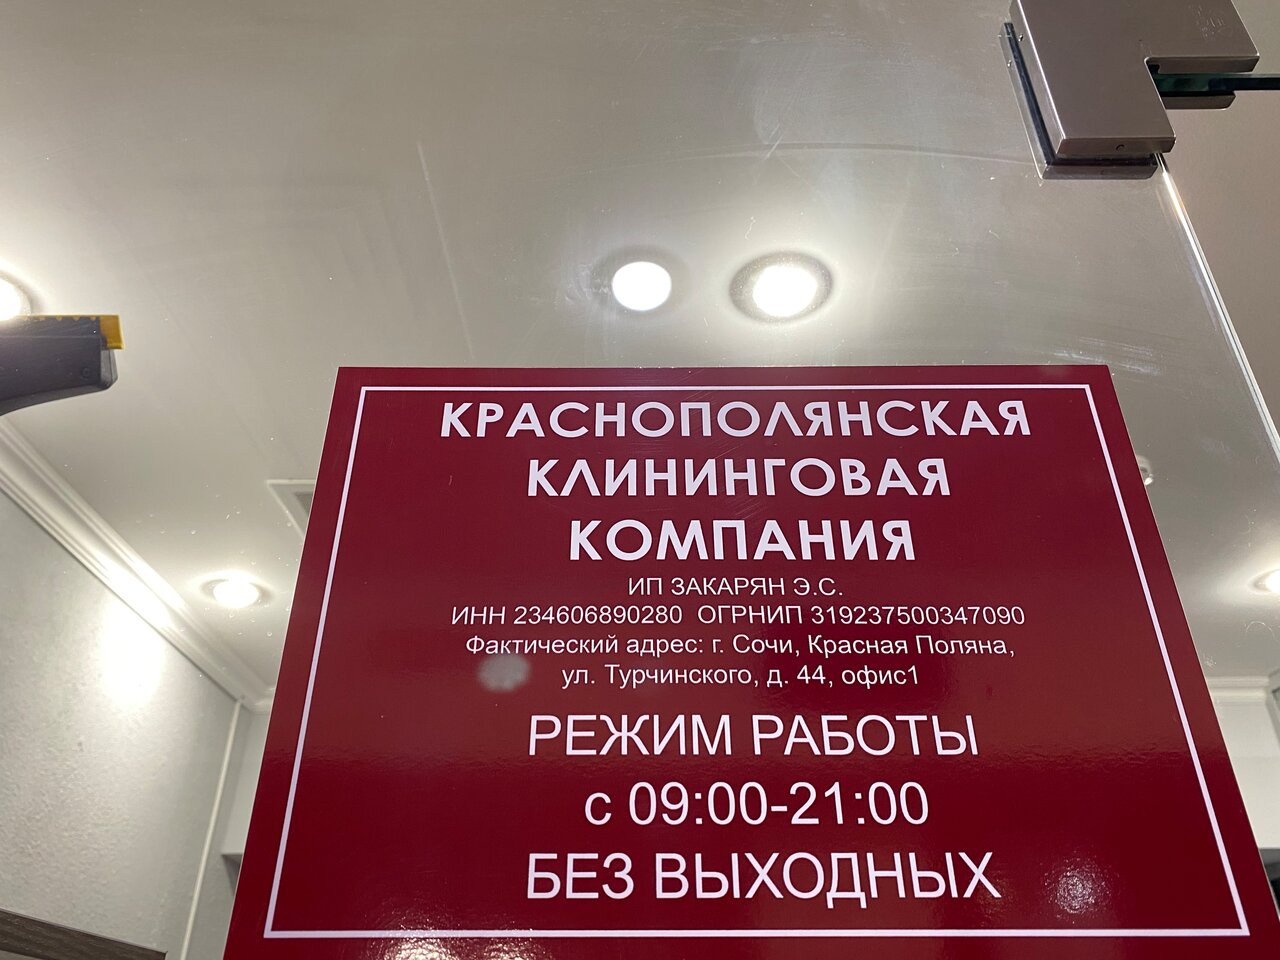 КРАСНОПОЛЯНСКАЯ
КЛИНИНГОВАЯ
КОМПАНИЯ
ИП ЗАКАРЯН Э.С.
ИНН 234606890280 ОГРНИП 319237500347090
Фактический адрес: г. Сочи, Красная Поляна,
ул. Турчинского, д. 44, офис1
РЕЖИМ РАБОТЫ
с 09:00-21:00
БЕЗ ВЫХОДНЫХ